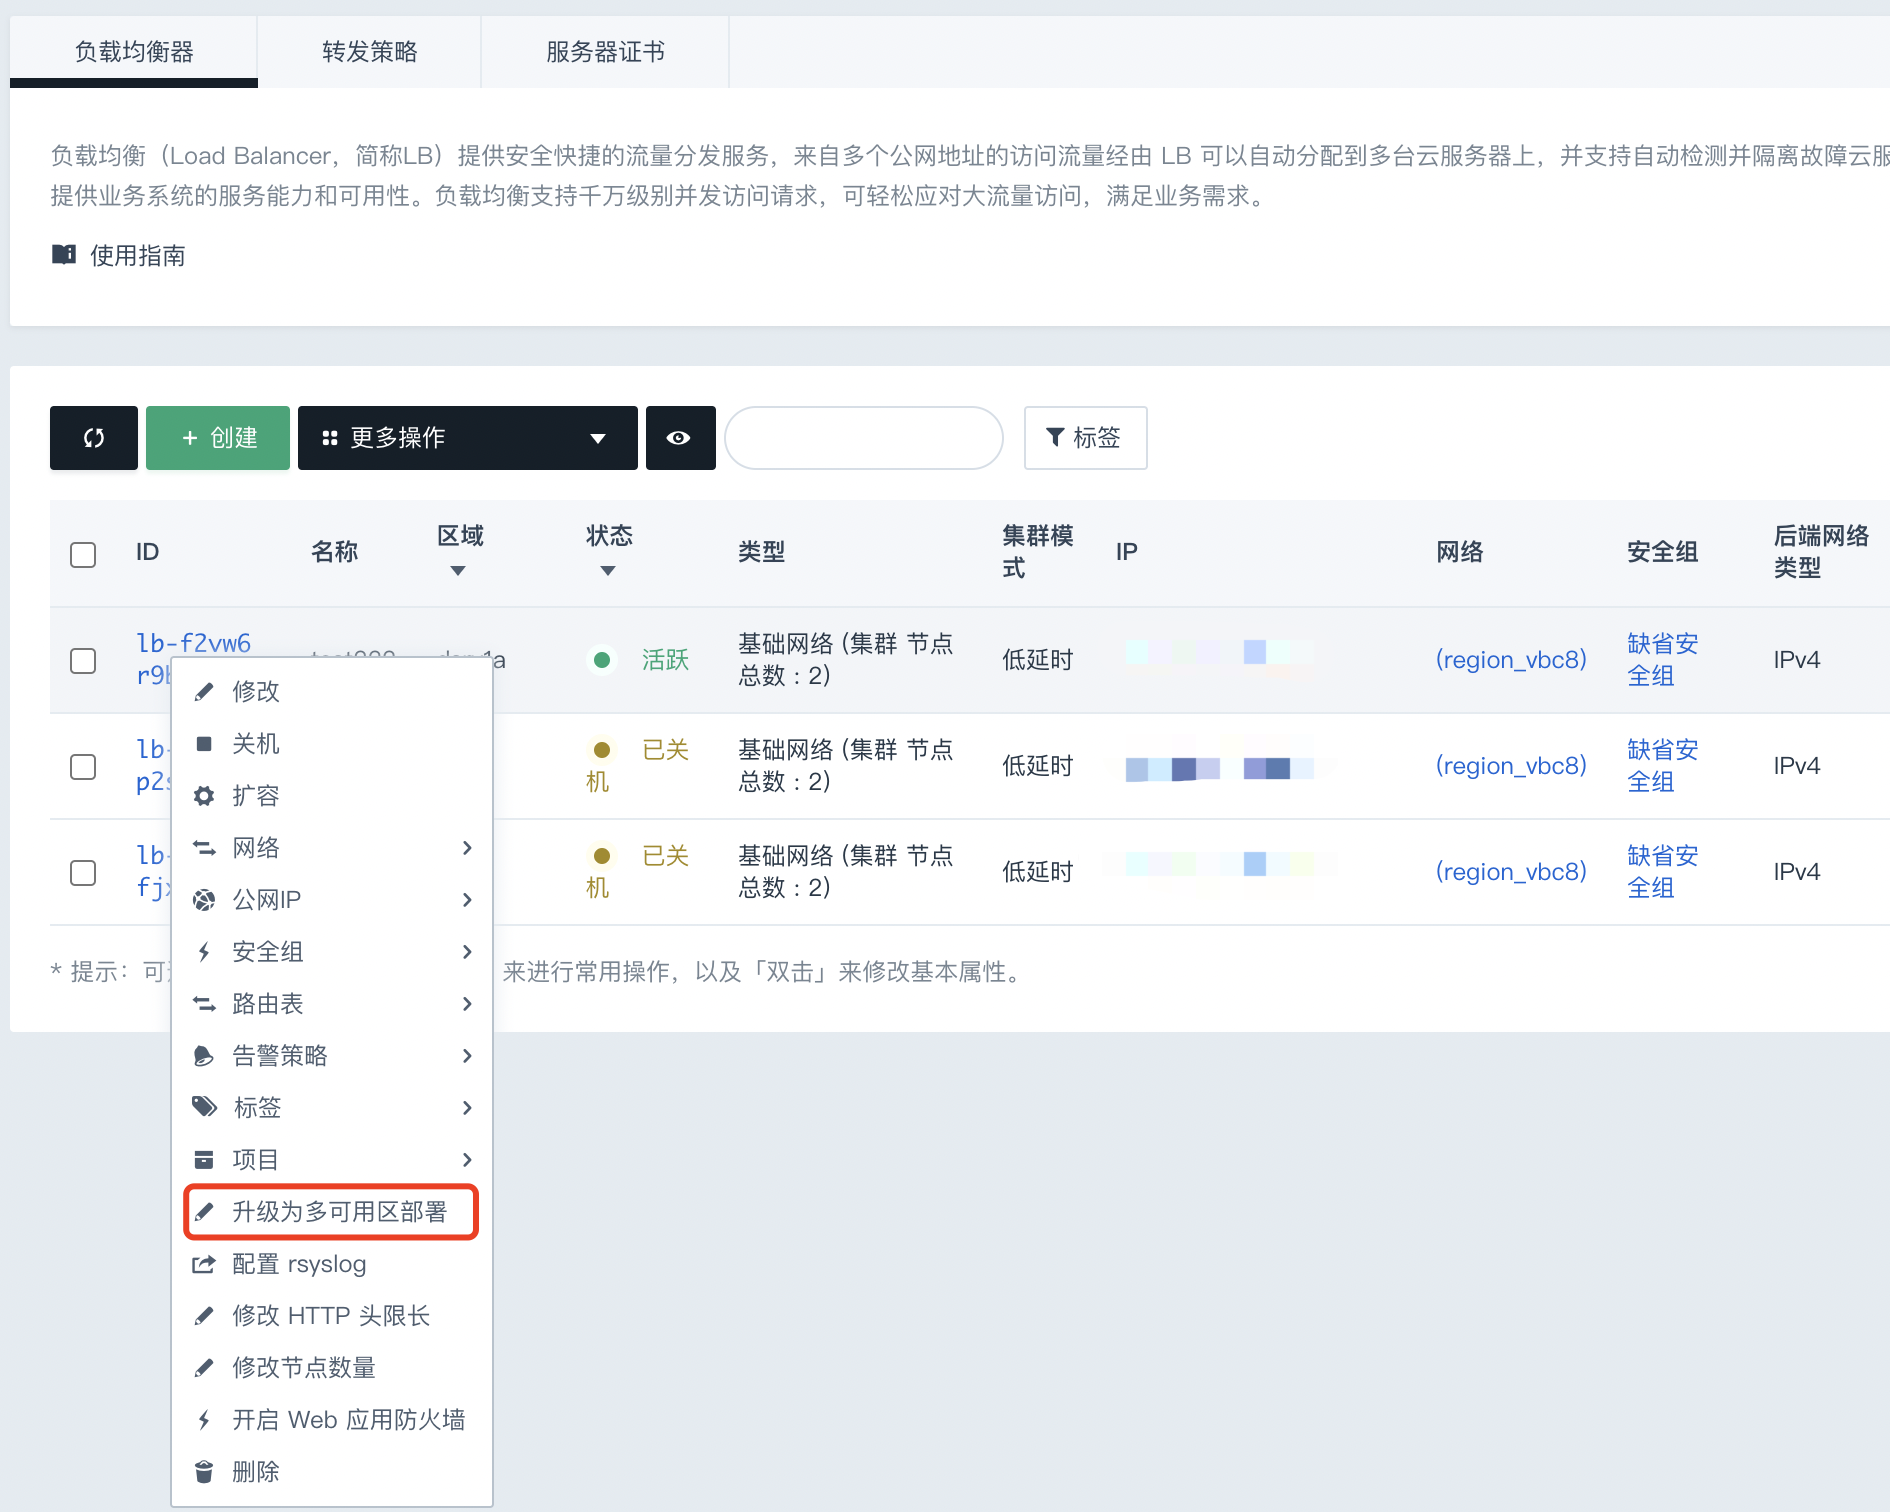 负载均衡器
转发策略
服务器证书
负载均衡（Load Balancer，简称LB）提供安全快捷的流量分发服务，来自多个公网地址的访问流量经由 LB 可以自动分配到多台云服务器上，并支持自动检测并隔离故障云服
提供业务系统的服务能力和可用性。负载均衡支持千万级别并发访问请求，可轻松应对大流量访问，满足业务需求。
使用指南
+ 创建
更多操作
标签
ID 名称 区域 状态 类型 集群模式 IP 网络 安全组 后端网络类型
lb-f2vw6 活跃 基础网络 (集群 节点 低延时 (region_vbc8) 缺省安 IPv4
总数：2) 全组
lb- 已关 基础网络 (集群 节点 低延时 (region_vbc8) 缺省安 IPv4
p2 机 总数：2) 全组
lb- 已关 基础网络 (集群 节点 低延时 (region_vbc8) 缺省安 IPv4
fj 机 总数：2) 全组
* 提示：可 来进行常用操作，以及「双击」来修改基本属性。
修改
关机
扩容
网络
公网IP
安全组
路由表
告警策略
标签
项目
升级为多可用区部署
配置 rsyslog
修改 HTTP 头限长
修改节点数量
开启 Web 应用防火墙
删除